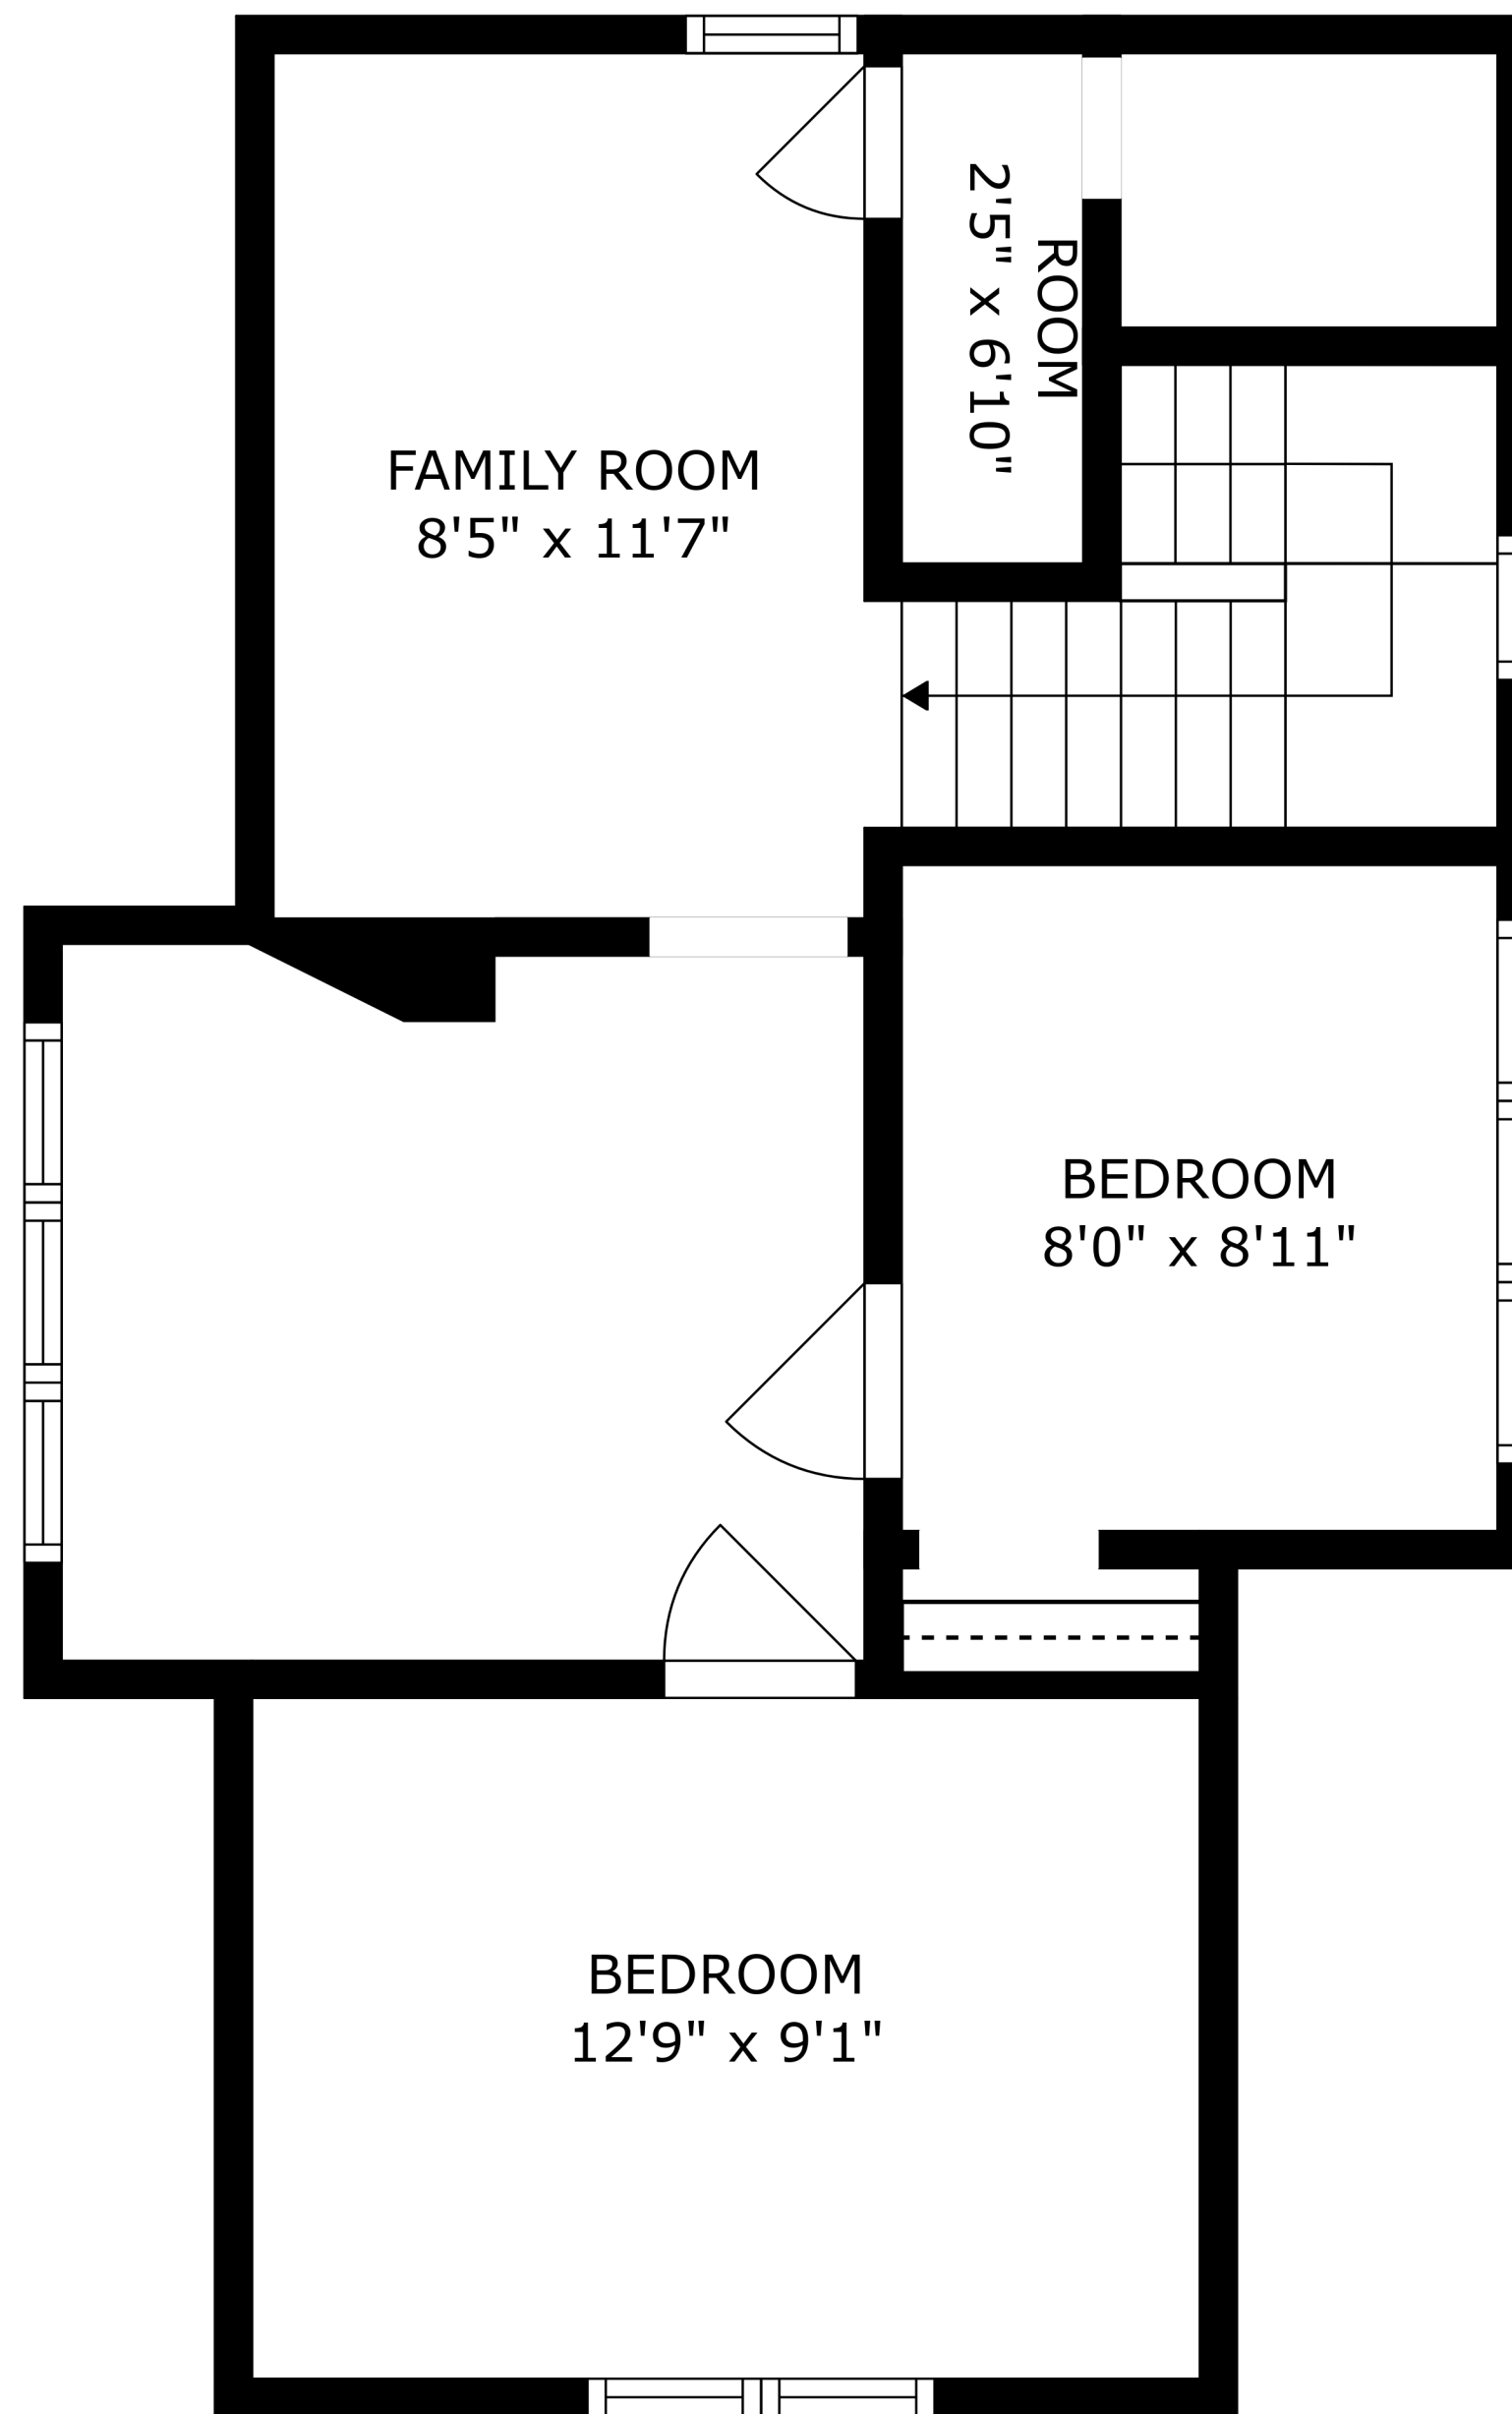 ROOM
2'5" x 6'10"
FAMILY ROOM
8'5" x 11'7"
BEDROOM
8'0" x 8'11"
BEDROOM
12'9" x 9'1"